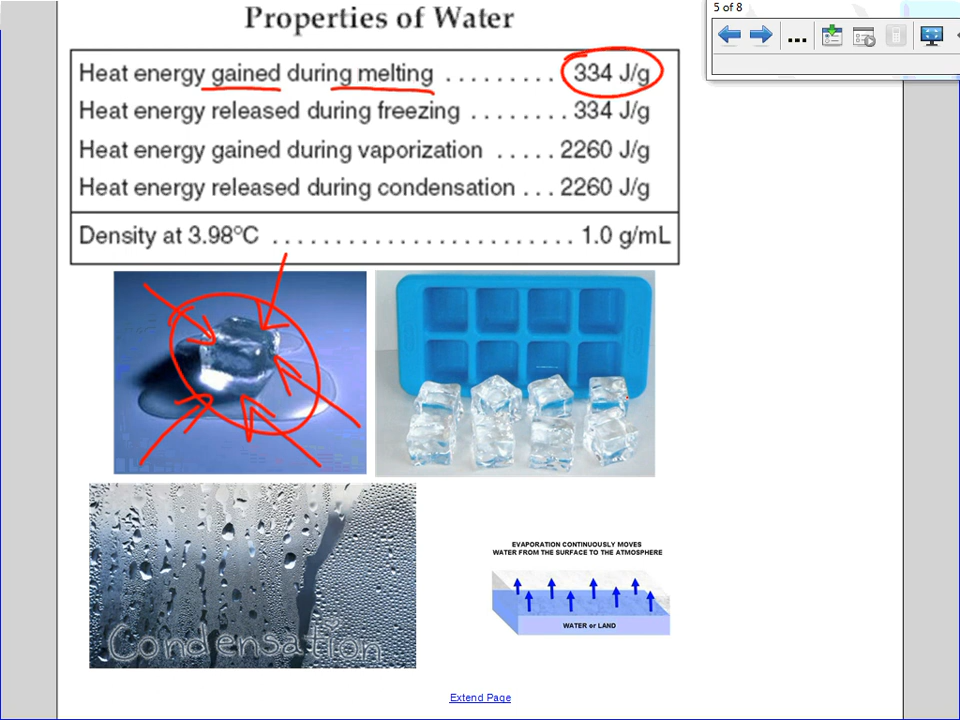 5 of 8
Properties of Water
Heat energy gained during melting . . . . . . . . . 334 J/g
Heat energy released during freezing . . . . . . . . 334 J/g
Heat energy gained during vaporization . . . . . 2260 J/g
Heat energy released during condensation . . . 2260 J/g
Density at 3.98°C . . . . . . . . . . . . . . . . . . . . . . . . 1.0 g/mL
Condensation
EVAPORATION CONTINUOUSLY MOVES
WATER FROM THE SURFACE TO THE ATMOSPHERE
WATER or LAND
Extend Page